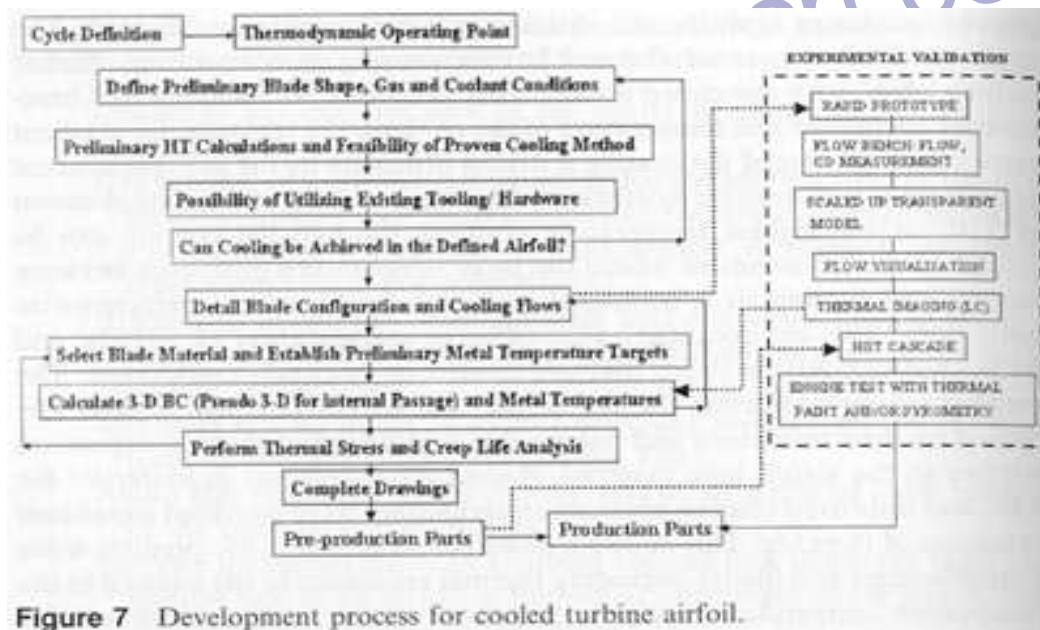 Cycle Definition
Thermodynamic Operating Point
Define Preliminary Blade Shape, Gas and Coolant Conditions
Preliminary HT Calculations and Feasibility of Proven Cooling Method
Possibility of Utilizing Existing Tooling/ Hardware
Can Cooling be Achieved in the Defined Airfoil?
Detail Blade Configuration and Cooling Flows
Select Blade Material and Establish Preliminary Metal Temperature Targets
Calculate 3-D BC (Pseudo 3-D for Internal Passage) and Metal Temperatures
Perform Thermal Stress and Creep Life Analysis
Complete Drawings
Pre-production Parts
Production Parts
EXPERIMENTAL VALIDATION
RAPID PROTOTYPE
FLOW BENCH: FLOW,
CD MEASUREMENT
SCALED UP TRANSPARENT
MODEL
FLOW VISUALISATION
THERMAL IMAGING (LC)
HOT CASCADE
ENGINE TEST WITH THERMAL
PAINT AND/OR PYROMETRY
Figure 7 Development process for cooled turbine airfoil.